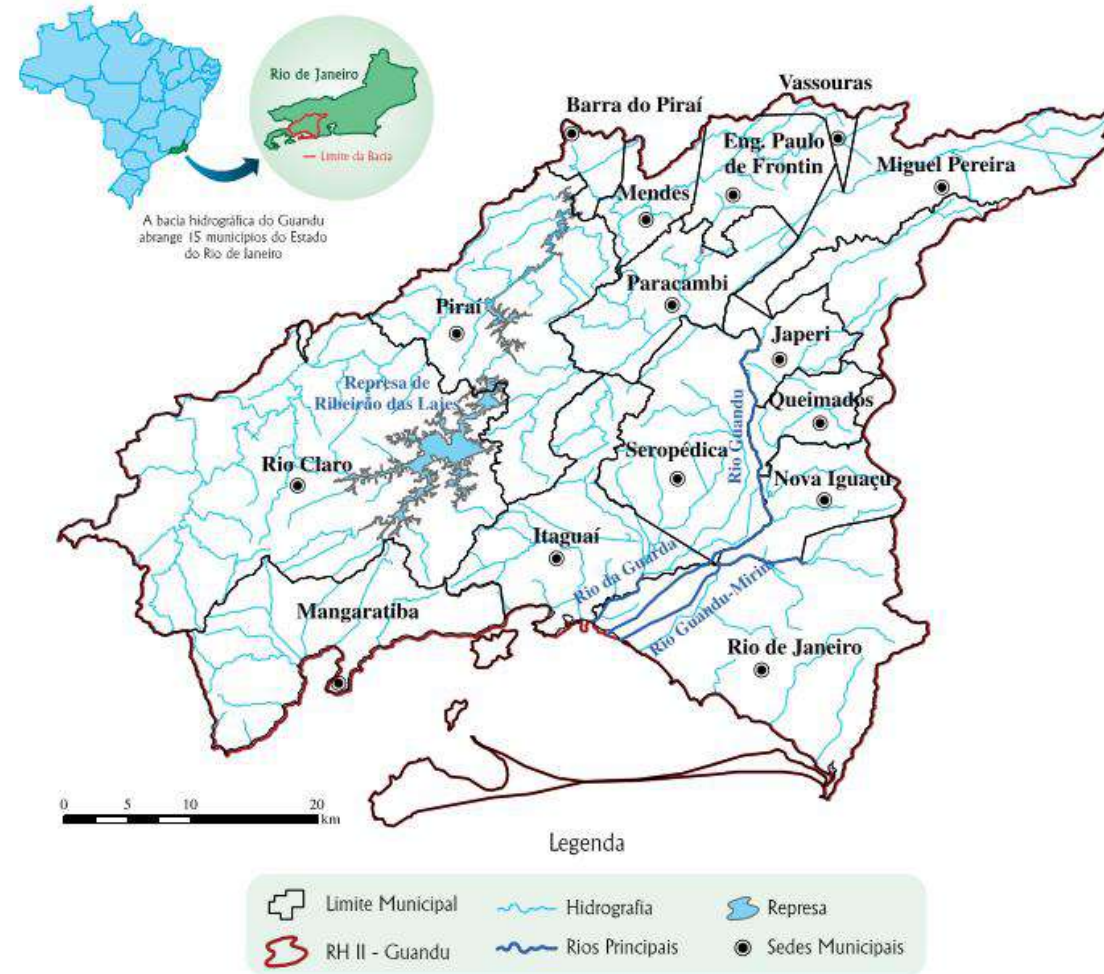 Rio de Janeiro
Limite da Bacia
A bacia hidrográfica do Guandu
abrange 15 municípios do Estado
do Rio de Janeiro
Vassouras
Barra do Piraí
Eng. Paulo
de Frontin
Miguel Pereira
Mendes
Paracambi
Piraí
Japeri
Represa de
Ribeirão das Lajes
Queimados
Rio Guandu
Seropédica
Rio Claro
Nova Iguaçu
Itaguaí
Rio da Guarda
Rio Guandu-Mirim
Mangaratiba
Rio de Janeiro
0 5 10 20
km
Legenda
Limite Municipal Hidrografia Represa
RH II - Guandu Rios Principais Sedes Municipais